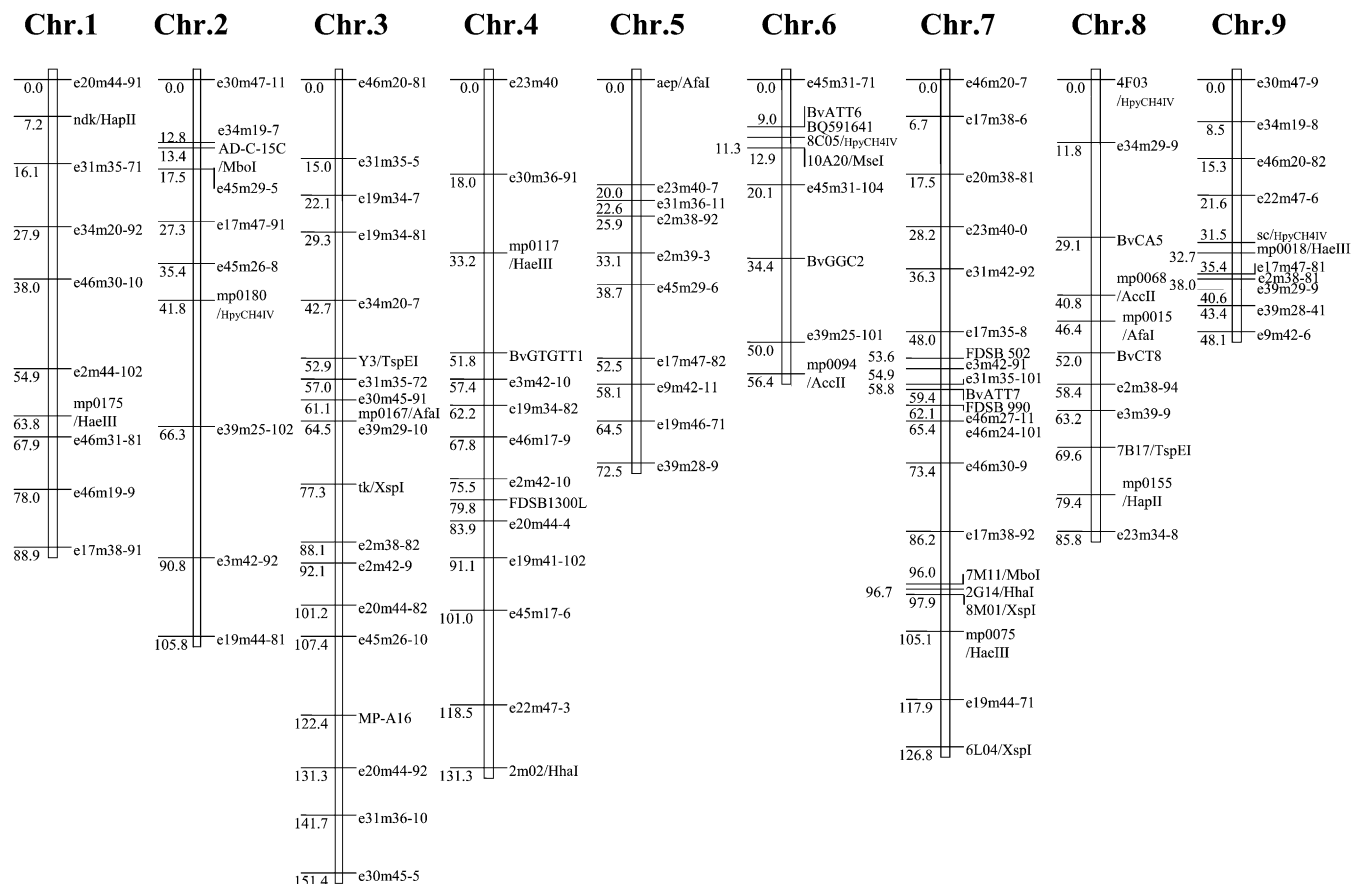 Chr.1
0.0 e20m44-91
7.2 ndk/HapII
16.1 e31m35-71
27.9 e34m20-92
38.0 e46m30-10
54.9 e2m44-102
63.8 mp0175
/HaeIII
67.9 e46m31-81
78.0 e46m19-9
88.9 e17m38-91
Chr.2
0.0 e30m47-11
12.8 e34m19-7
13.4 AD-C-15C
/MboI
17.5 e45m29-5
27.3 e17m47-91
35.4 e45m26-8
41.8 mp0180
/HpyCH4IV
66.3 e39m25-102
90.8 e3m42-92
105.8 e19m44-81
Chr.3
0.0 e46m20-81
15.0 e31m35-5
22.1 e19m34-7
29.3 e19m34-81
42.7 e34m20-7
52.9 Y3/TspEI
57.0 e31m35-72
61.1 e30m45-91
mp0167/AfaI
64.5 e39m29-10
77.3 tk/XspI
88.1 e2m38-82
92.1 e2m42-9
101.2 e20m44-82
107.4 e45m26-10
122.4 MP-A16
131.3 e20m44-92
141.7 e31m36-10
151.4 e30m45-5
Chr.4
0.0 e23m40
18.0 e30m36-91
33.2 mp0117
/HaeIII
51.8 BvGTGTT1
57.4 e3m42-10
62.2 e19m34-82
67.8 e46m17-9
75.5 e2m42-10
79.8 FDSB1300L
83.9 e20m44-4
91.1 e19m41-102
101.0 e45m17-6
118.5 e22m47-3
131.3 2m02/HhaI
Chr.5
0.0 aep/AfaI
20.0 e23m40-7
22.6 e31m36-11
25.9 e2m38-92
33.1 e2m39-3
38.7 e45m29-6
52.5 e17m47-82
58.1 e9m42-11
64.5 e19m46-71
72.5 e39m28-9
Chr.6
0.0 e45m31-71
BvATT6
9.0 BQ591641
11.3 8C05/HpyCH4IV
12.9 10A20/MseI
20.1 e45m31-104
34.4 BvGGC2
50.0 e39m25-101
56.4 mp0094
/AccII
Chr.7
0.0 e46m20-7
6.7 e17m38-6
17.5 e20m38-81
28.2 e23m40-0
36.3 e31m42-92
48.0 e17m35-8
53.6 FDSB 502
54.9 e3m42-91
58.8 e31m35-101
59.4 BvATT7
62.1 FDSB 990
65.4 e46m27-11
e46m24-101
73.4 e46m30-9
86.2 e17m38-92
96.0 7M11/MboI
96.7 2G14/HhaI
97.9 8M01/XspI
105.1 mp0075
/HaeIII
117.9 e19m44-71
126.8 6L04/XspI
Chr.8
0.0 4F03
/HpyCH4IV
11.8 e34m29-9
29.1 BvCA5
40.8 mp0068
/AccII
46.4 mp0015
/AfaI
52.0 BvCT8
58.4 e2m38-94
63.2 e3m39-9
69.6 7B17/TspEI
79.4 mp0155
/HapII
85.8 e23m34-8
Chr.9
0.0 e30m47-9
8.5 e34m19-8
15.3 e46m20-82
21.6 e22m47-6
31.5 sc/HpyCH4IV
32.7 mp0018/HaeIII
35.4 e17m47-81
38.0 e2m38-81
40.6 e39m29-9
43.4 e39m28-41
48.1 e9m42-6